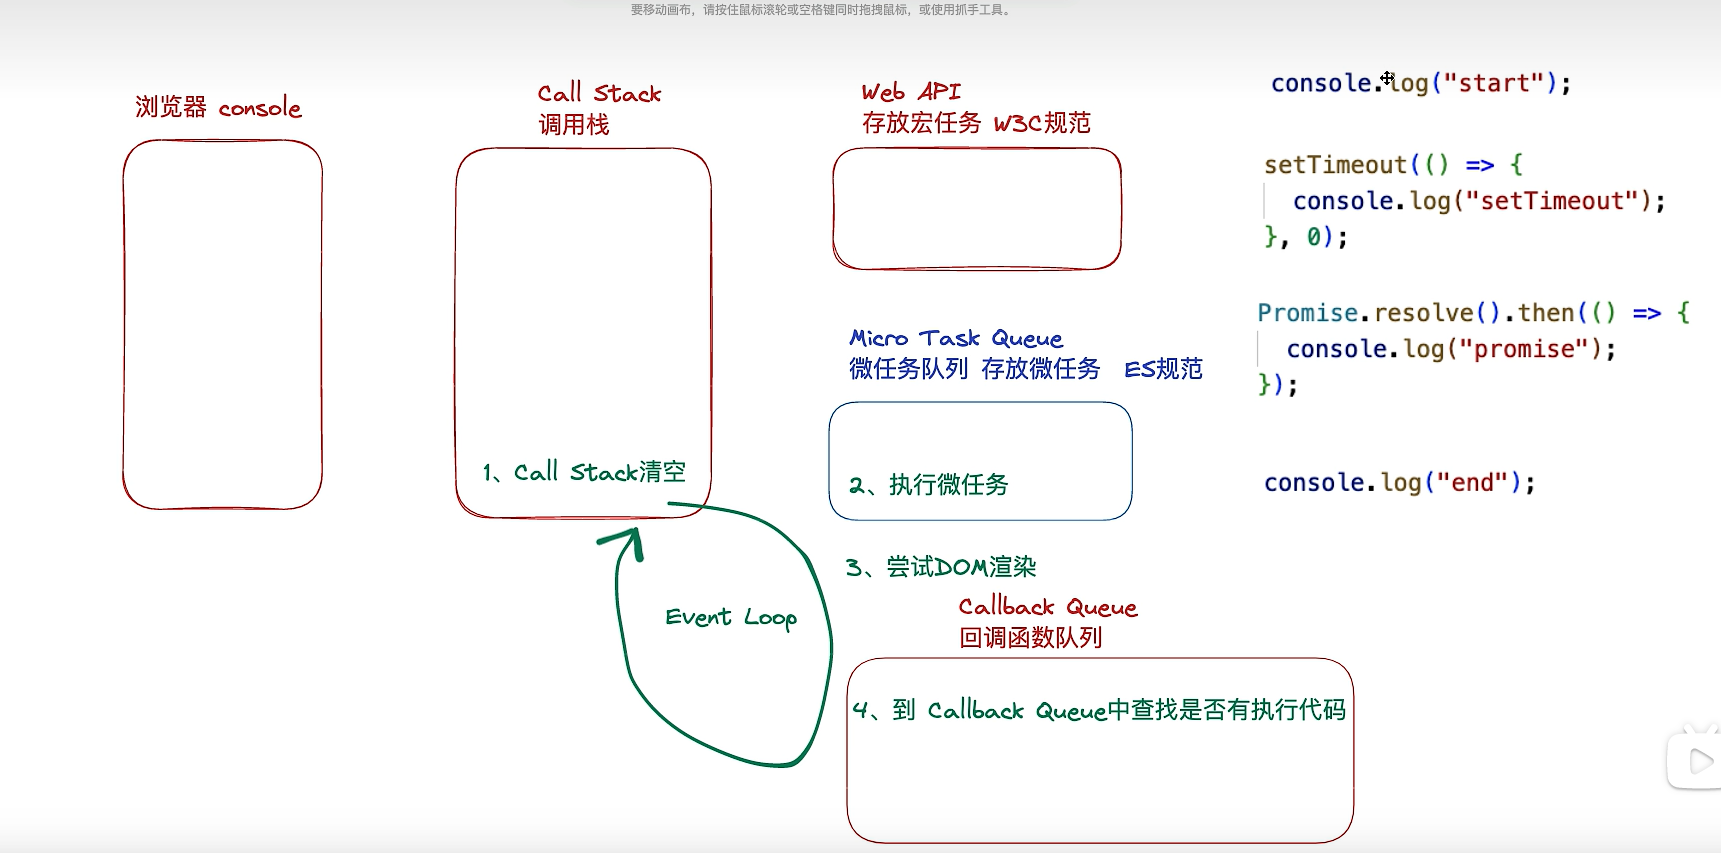 要移动画布，请按住鼠标滚轮或空格键同时拖拽鼠标，或使用抓手工具。
浏览器 console
Call Stack
调用栈
1、Call Stack清空
Event Loop
Web API
存放宏任务 W3C规范
Micro Task Queue
微任务队列 存放微任务 ES规范
2、执行微任务
3、尝试DOM渲染
Callback Queue
回调函数队列
4、到 Callback Queue中查找是否有执行代码
console.log("start");
setTimeout(() => {
console.log("setTimeout");
}, 0);
Promise.resolve().then(() => {
console.log("promise");
});
console.log("end");